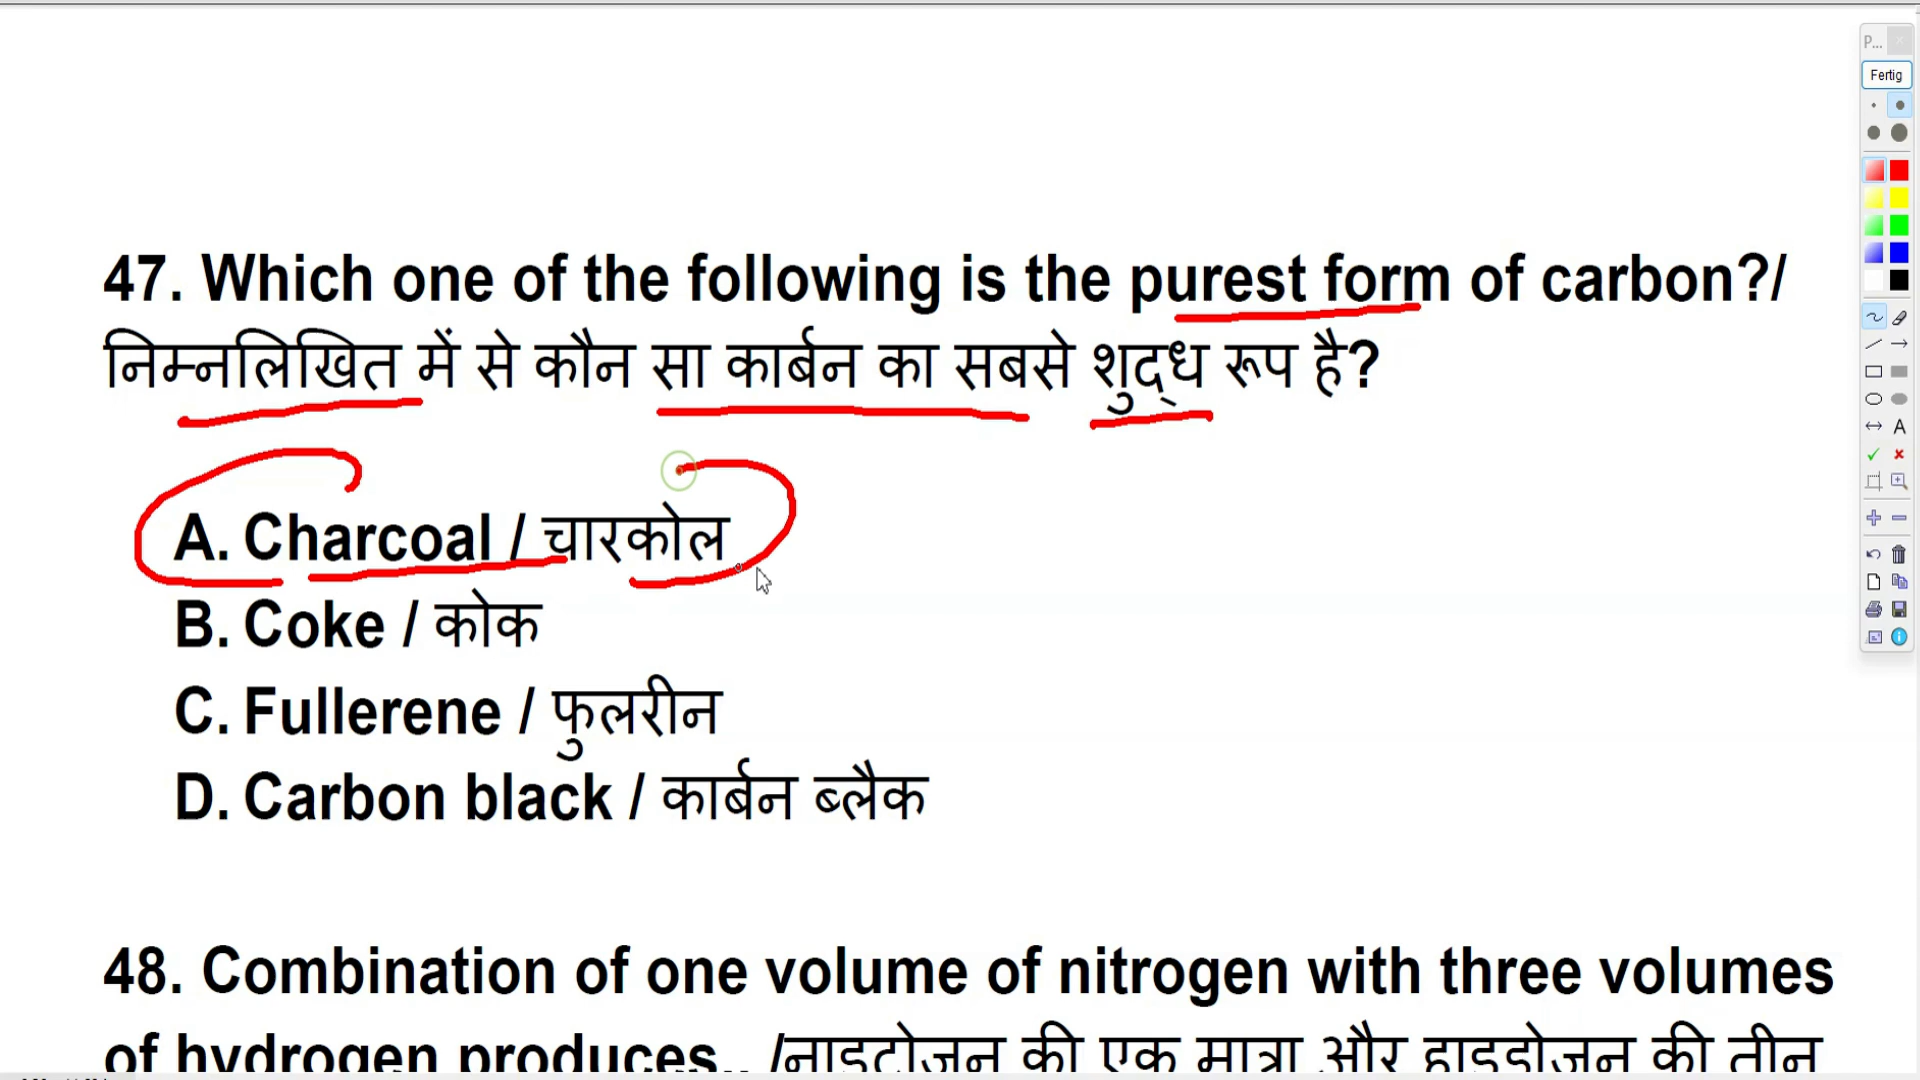 P...
Fertig
47. Which one of the following is the purest form of carbon?/
निम्नलिखित में से कौन सा कार्बन का सबसे शुद्ध रूप है?
A. Charcoal / चारकोल
B. Coke / कोक
C. Fullerene / फुलरीन
D. Carbon black / कार्बन ब्लैक
48. Combination of one volume of nitrogen with three volumes
of hydrogen produces.. /नाइट्रोजन की एक मात्रा और हाइड्रोजन की तीन